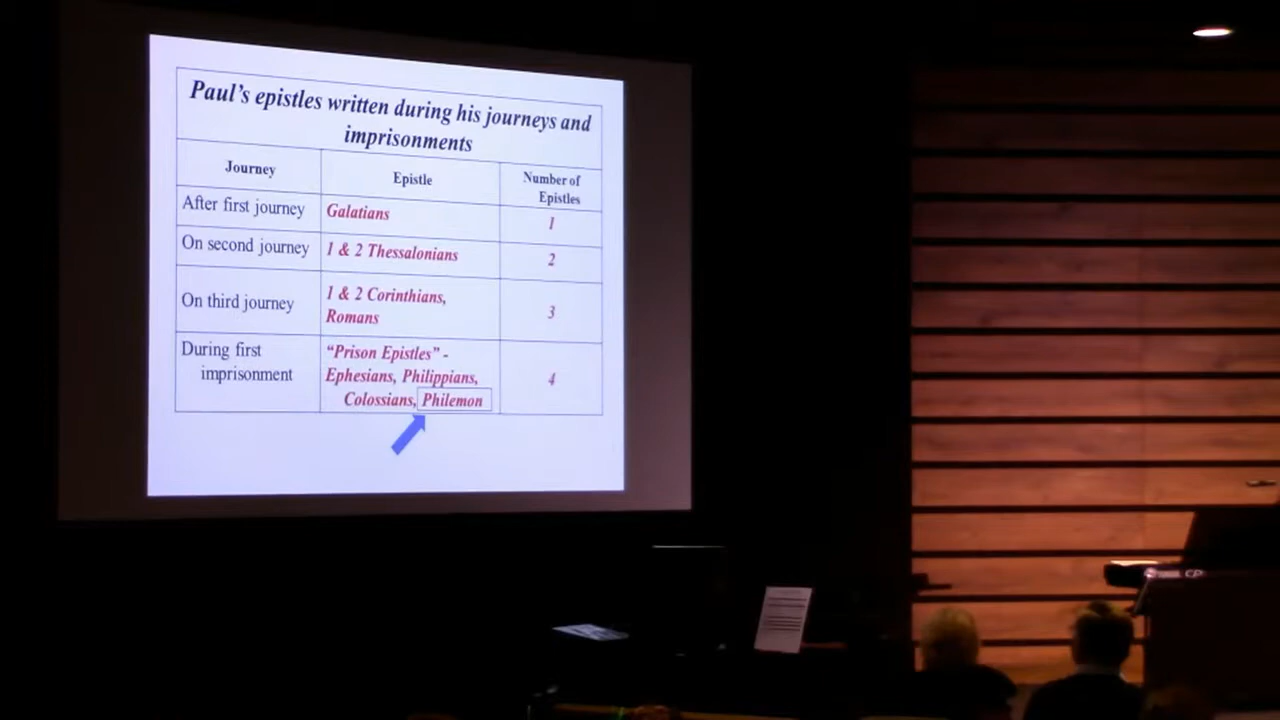 Paul's epistles written during his journeys and
imprisonments
Journey
Epistle
Number of
Epistles
After first journey
Galatians
1
On second journey
1 & 2 Thessalonians
2
On third journey
1 & 2 Corinthians,
Romans
3
During first
imprisonment
“Prison Epistles” -
Ephesians, Philippians,
Colossians, Philemon
4
CP